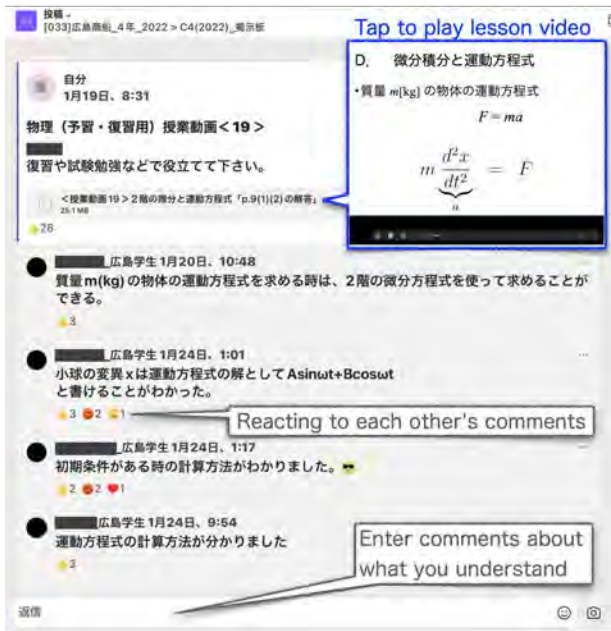 投稿
[033]広島商船_4年_2022 > C4(2022)_掲示板
Tap to play lesson video
自分
1月19日、8:31
物理（予習・復習用）授業動画＜19＞
復習や試験勉強などで役立てて下さい。
＜授業動画19＞2階の微分と運動方程式「p.9(1)(2)の解答」
25.1 MB
28
D. 微分積分と運動方程式
・質量 m[kg] の物体の運動方程式
F = ma
m d²x/dt² = F
a
_広島学生 1月20日、10:48
質量m(kg)の物体の運動方程式を求める時は、2階の微分方程式を使って求めることが
できる。
3
_広島学生 1月24日、1:01
小球の変異xは運動方程式の解としてAsinωt+Bcosωt
と書けることがわかった。
3 2 1
Reacting to each other's comments
_広島学生 1月24日、1:17
初期条件がある時の計算方法がわかりました。
2 2 1
広島学生 1月24日、9:54
運動方程式の計算方法が分かりました
3
Enter comments about
what you understand
返信